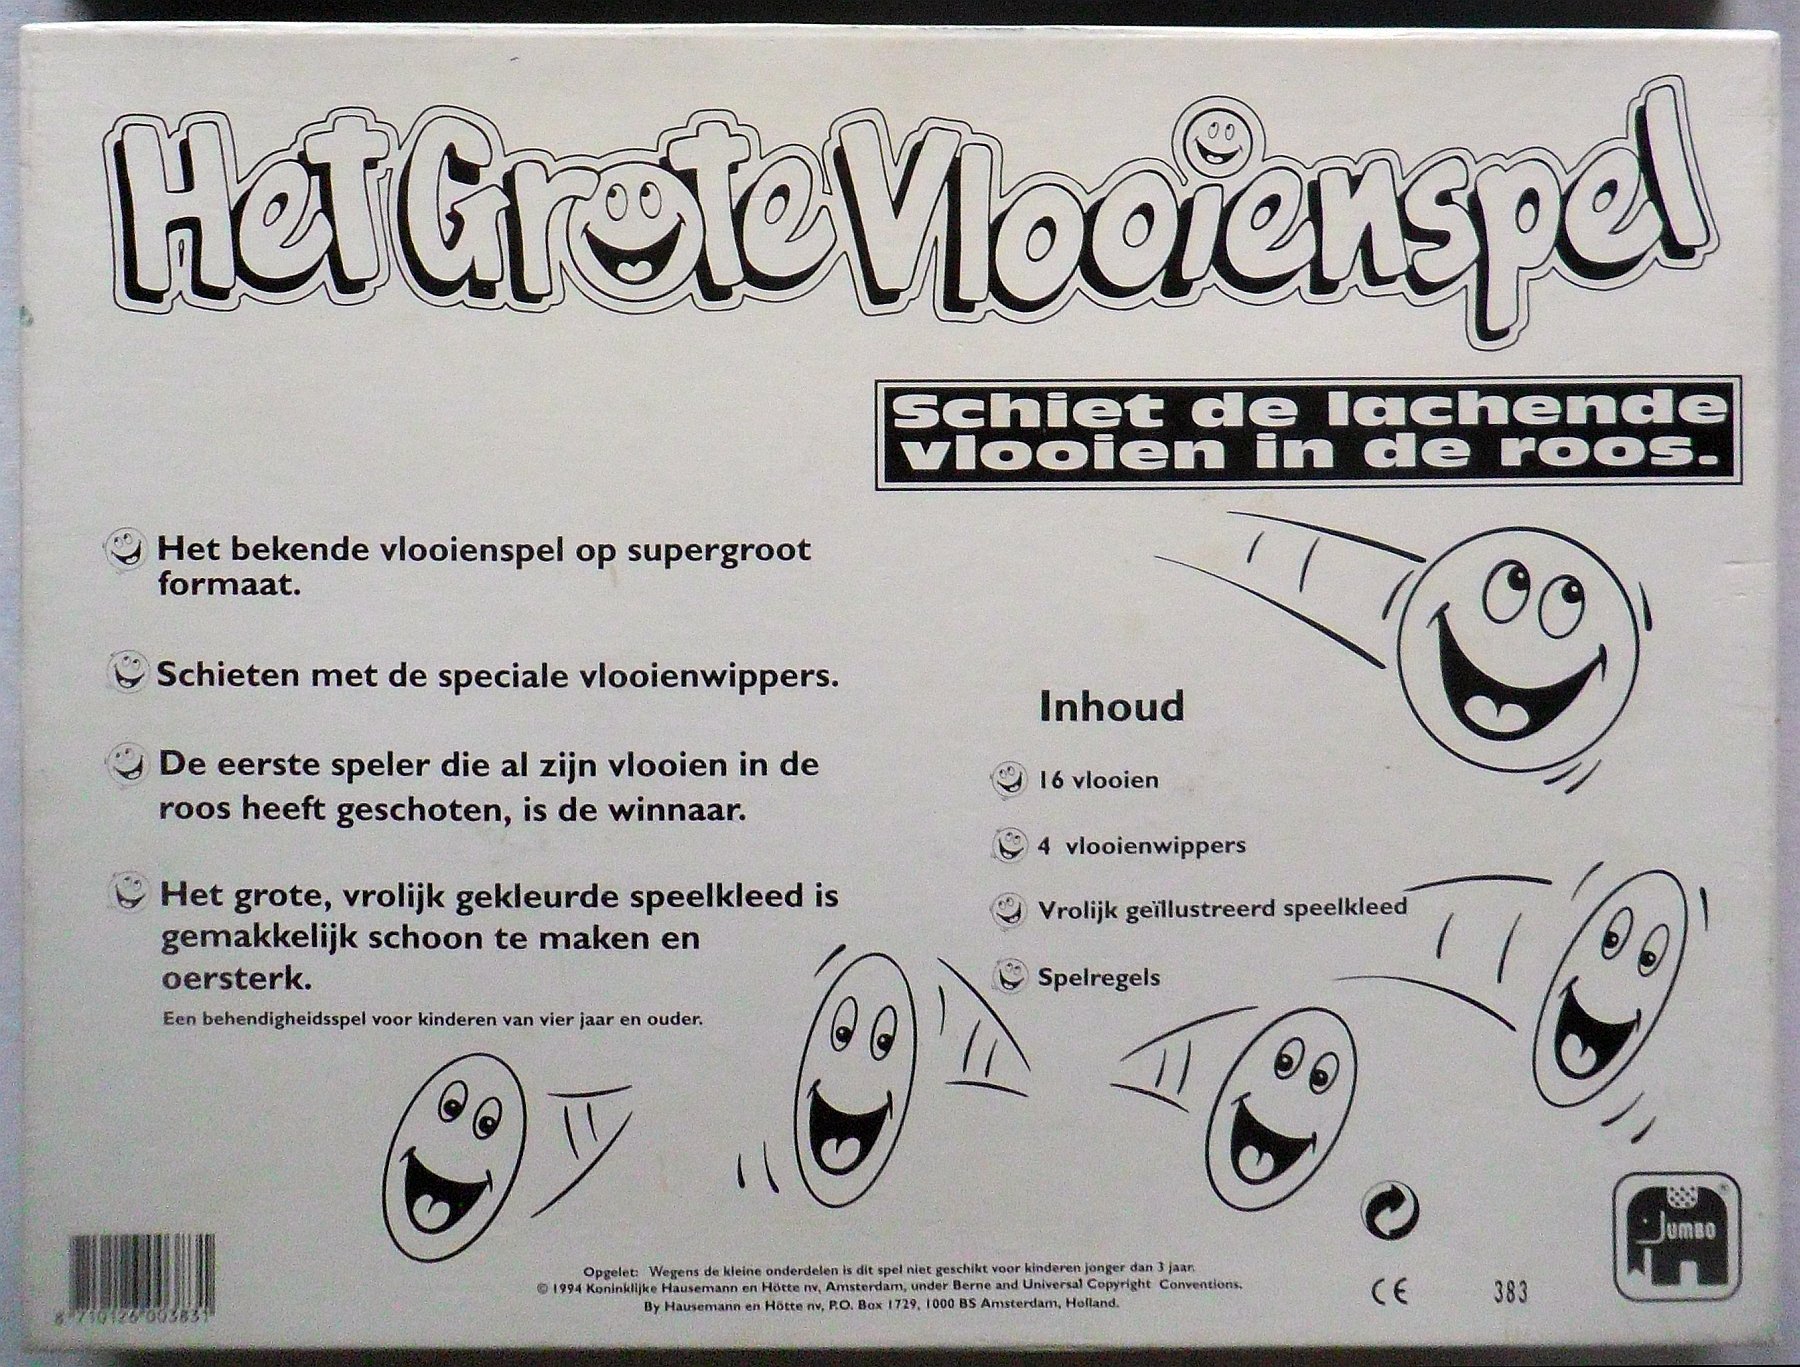 Het Grote Vlooienspel
Schiet de lachende
vlooien in de roos.
Het bekende vlooienspel op supergroot
formaat.
Schieten met de speciale vlooienwippers.
De eerste speler die al zijn vlooien in de
roos heeft geschoten, is de winnaar.
Het grote, vrolijk gekleurde speelkleed is
gemakkelijk schoon te maken en
oersterk.
Een behendigheidsspel voor kinderen van vier jaar en ouder.
Inhoud
16 vlooien
4 vlooienwippers
Vrolijk geïllustreerd speelkleed
Spelregels
Opgelet: Wegens de kleine onderdelen is dit spel niet geschikt voor kinderen jonger dan 3 jaar.
© 1994 Koninklijke Hausemann en Hötte nv, Amsterdam, under Berne and Universal Copyright Conventions.
By Hausemann en Hötte nv, P.O. Box 1729, 1000 BS Amsterdam, Holland.
8 710126 003831
CE
383
Jumbo
®